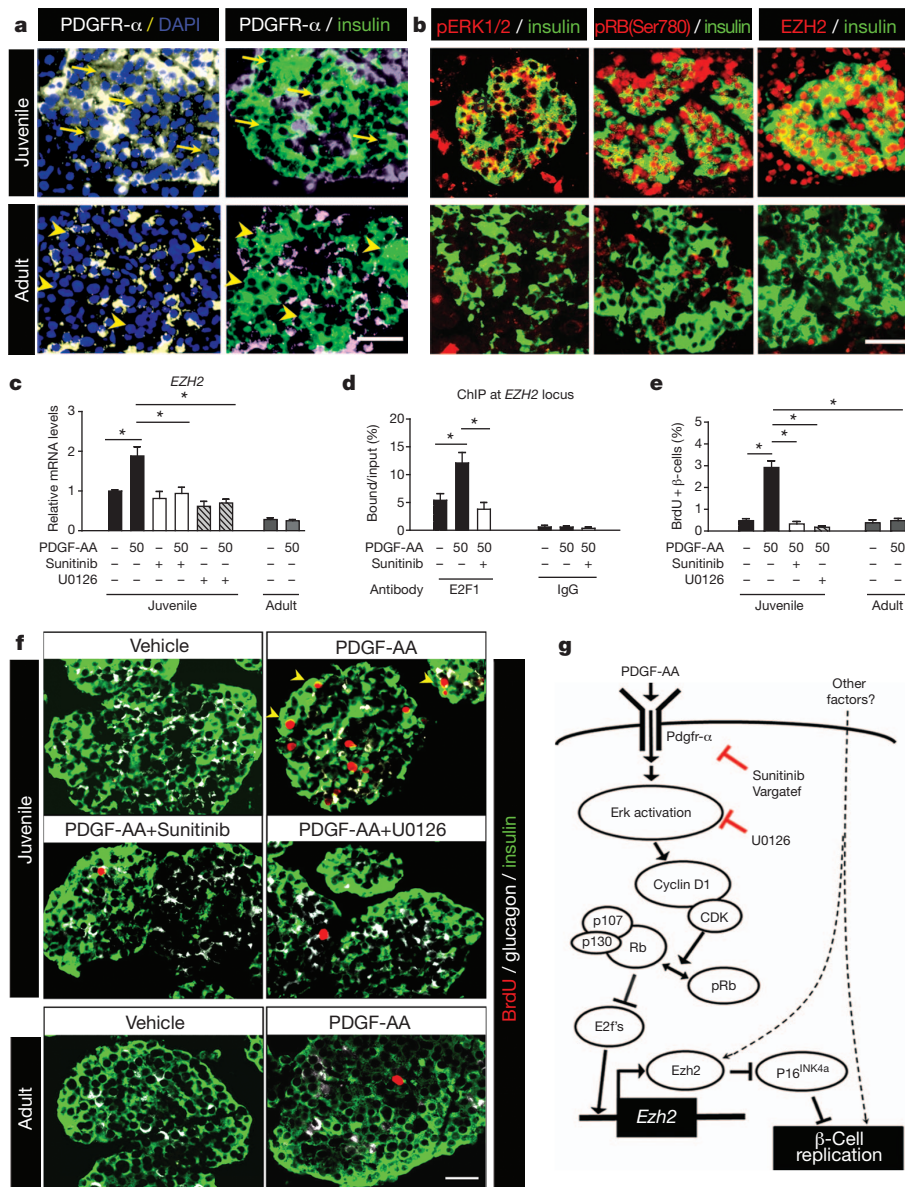 a
PDGFR-α / DAPI
PDGFR-α / insulin
Juvenile
Adult
b
pERK1/2 / insulin
pRB(Ser780) / insulin
EZH2 / insulin
c
EZH2
Relative mRNA levels
3
2
1
0
*
*
*
PDGF-AA – 50 – 50 – 50 – 50
Sunitinib – – + + – – – –
U0126 – – – – + + – –
Juvenile
Adult
d
ChIP at EZH2 locus
Bound/input (%)
20
15
10
5
0
*
*
PDGF-AA – 50 50 – 50 50
Sunitinib – – + – – +
Antibody
E2F1
IgG
e
BrdU + β-cells (%)
4
3
2
1
0
*
*
*
*
PDGF-AA – 50 50 50 – 50
Sunitinib – – + – – –
U0126 – – – + – –
Juvenile
Adult
f
Vehicle
PDGF-AA
PDGF-AA+Sunitinib
PDGF-AA+U0126
Vehicle
PDGF-AA
Juvenile
Adult
BrdU / glucagon / insulin
g
PDGF-AA
Other
factors?
Pdgfr-α
Sunitinib
Vargatef
Erk activation
U0126
Cyclin D1
CDK
p107
p130
Rb
pRb
E2f's
Ezh2
P16INK4a
Ezh2
β-Cell
replication